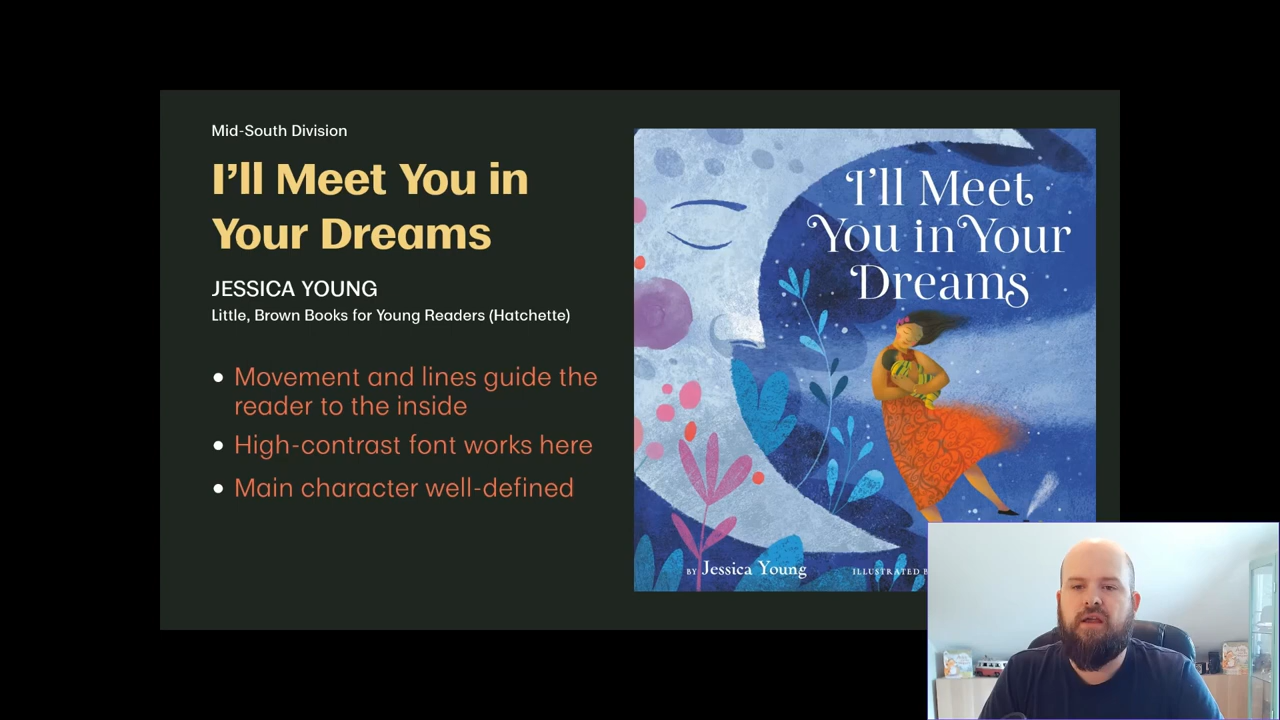 Mid-South Division
I'll Meet You in
Your Dreams
JESSICA YOUNG
Little, Brown Books for Young Readers (Hatchette)
• Movement and lines guide the
reader to the inside
• High-contrast font works here
• Main character well-defined
I'll Meet
You in Your
Dreams
BY Jessica Young
ILLUSTRATED